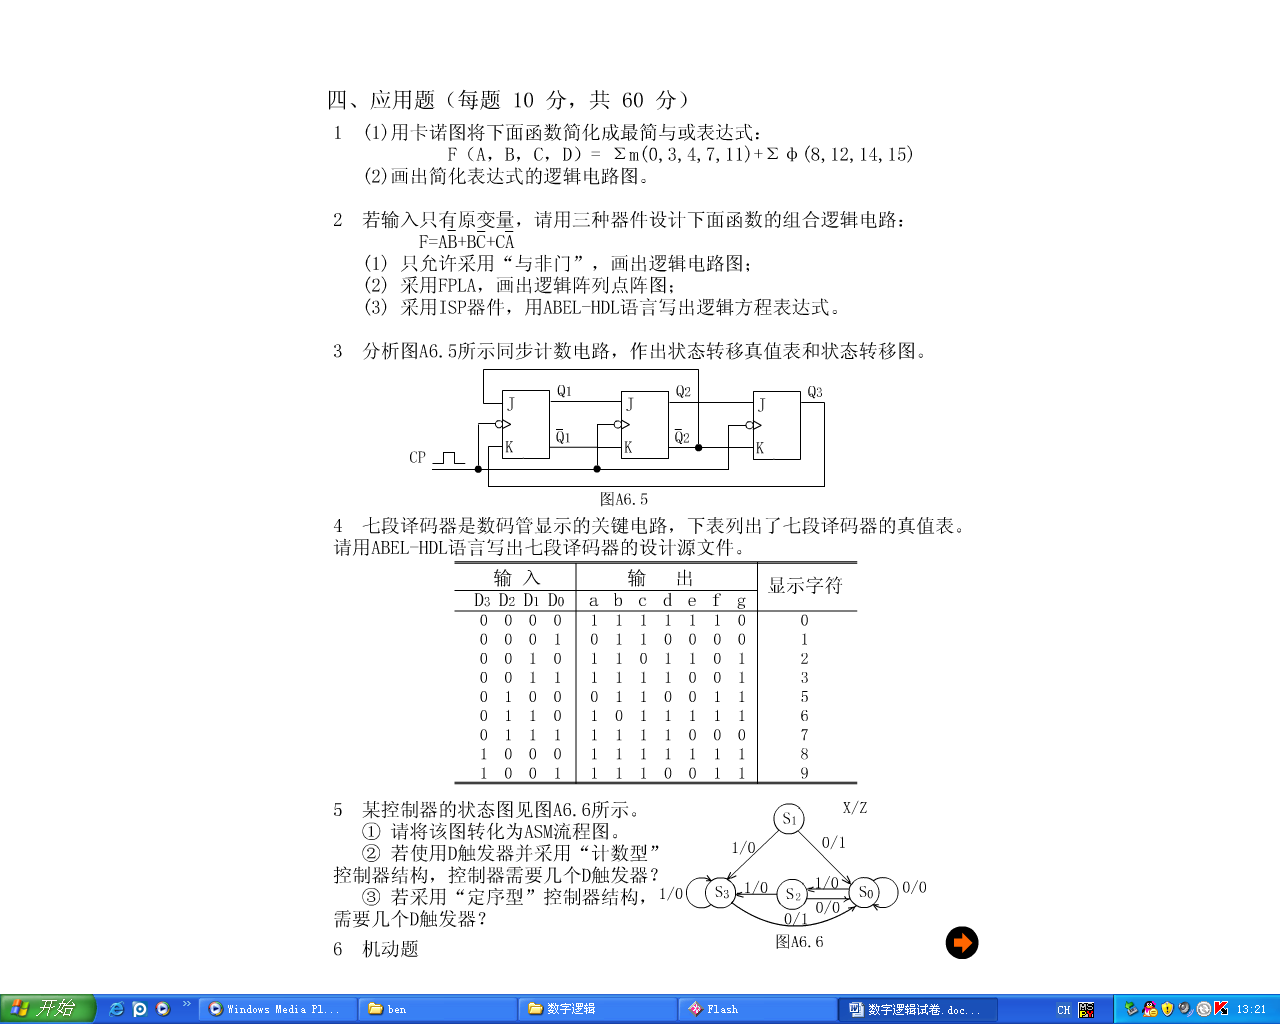 四、应用题（每题 10 分，共 60 分）
1 (1)用卡诺图将下面函数简化成最简与或表达式：
F（A，B，C，D）= Σm(0,3,4,7,11)+Σφ(8,12,14,15)
(2)画出简化表达式的逻辑电路图。
2 若输入只有原变量，请用三种器件设计下面函数的组合逻辑电路：
F=AB̅+BC̅+CA̅
(1) 只允许采用“与非门”，画出逻辑电路图；
(2) 采用FPLA，画出逻辑阵列点阵图；
(3) 采用ISP器件，用ABEL-HDL语言写出逻辑方程表达式。
3 分析图A6.5所示同步计数电路，作出状态转移真值表和状态转移图。
Q1 Q2 Q3
J J J
Q̅1 Q̅2
K K K
CP
图A6.5
4 七段译码器是数码管显示的关键电路，下表列出了七段译码器的真值表。
请用ABEL-HDL语言写出七段译码器的设计源文件。
输 入 输 出 显示字符
D3 D2 D1 D0 a b c d e f g
0 0 0 0 1 1 1 1 1 1 0 0
0 0 0 1 0 1 1 0 0 0 0 1
0 0 1 0 1 1 0 1 1 0 1 2
0 0 1 1 1 1 1 1 0 0 1 3
0 1 0 0 0 1 1 0 0 1 1 5
0 1 1 0 1 0 1 1 1 1 1 6
0 1 1 1 1 1 1 1 0 0 0 7
1 0 0 0 1 1 1 1 1 1 1 8
1 0 0 1 1 1 1 0 0 1 1 9
5 某控制器的状态图见图A6.6所示。
① 请将该图转化为ASM流程图。
② 若使用D触发器并采用“计数型”
控制器结构，控制器需要几个D触发器？
③ 若采用“定序型”控制器结构，
需要几个D触发器？
X/Z
S1
1/0 0/1
1/0 S3 1/0 S2 1/0 S0 0/0
0/0
0/1
图A6.6
6 机动题
开始 » Windows Media Pl... ben 数字逻辑 Flash 数字逻辑试卷.doc... CH 13:21